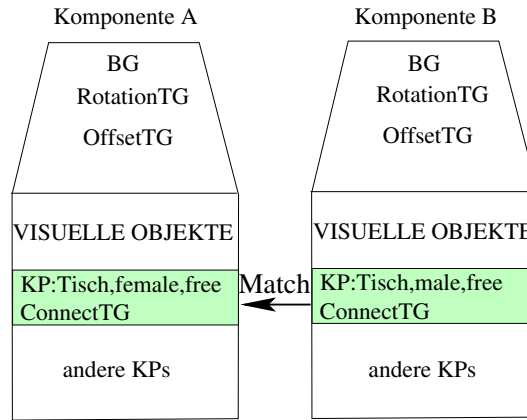 Komponente A
BG
RotationTG
OffsetTG
VISUELLE OBJEKTE
KP:Tisch,female,free
ConnectTG
andere KPs
Match
Komponente B
BG
RotationTG
OffsetTG
VISUELLE OBJEKTE
KP:Tisch,male,free
ConnectTG
andere KPs